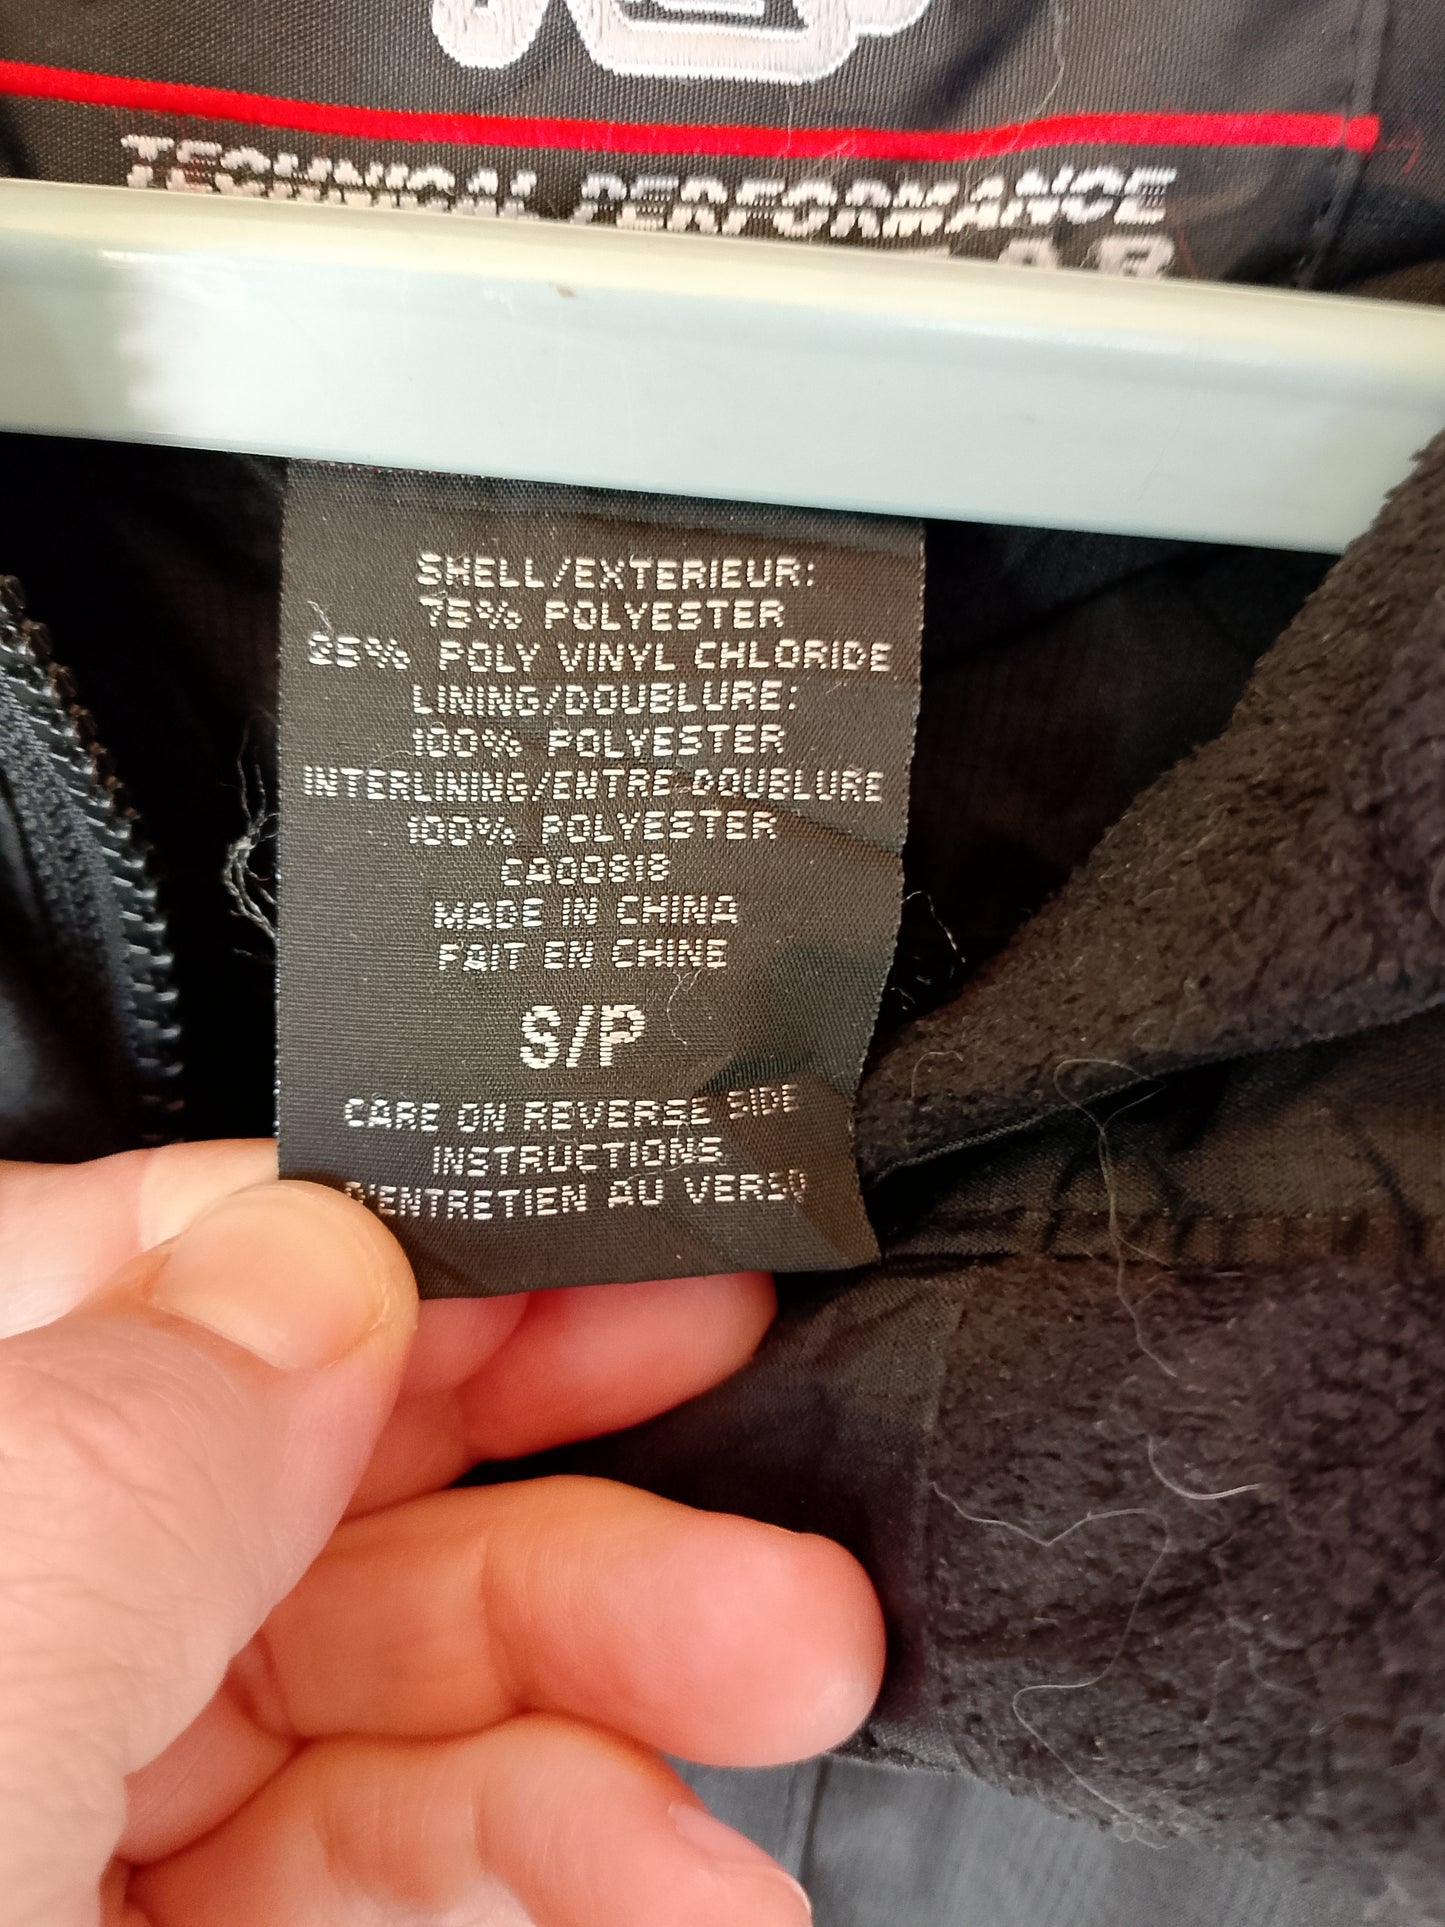 TECHNICAL PERFORMANCE
SHELL/EXTERIEUR:
75% POLYESTER
25% POLY VINYL CHLORIDE
LINING/DOUBLURE:
100% POLYESTER
INTERLINING/ENTRE-DOUBLURE
100% POLYESTER
CA00818
MADE IN CHINA
FAIT EN CHINE
S/P
CARE ON REVERSE SIDE
INSTRUCTIONS
D'ENTRETIEN AU VERSO